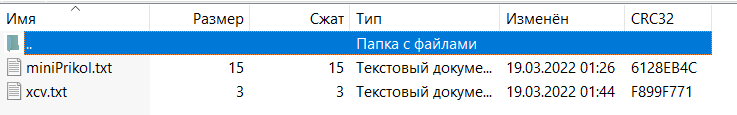 Имя Размер Сжат Тип Изменён CRC32
.. Папка с файлами
miniPrikol.txt 15 15 Текстовый докуме... 19.03.2022 01:26 6128EB4C
xcv.txt 3 3 Текстовый докуме... 19.03.2022 01:44 F899F771